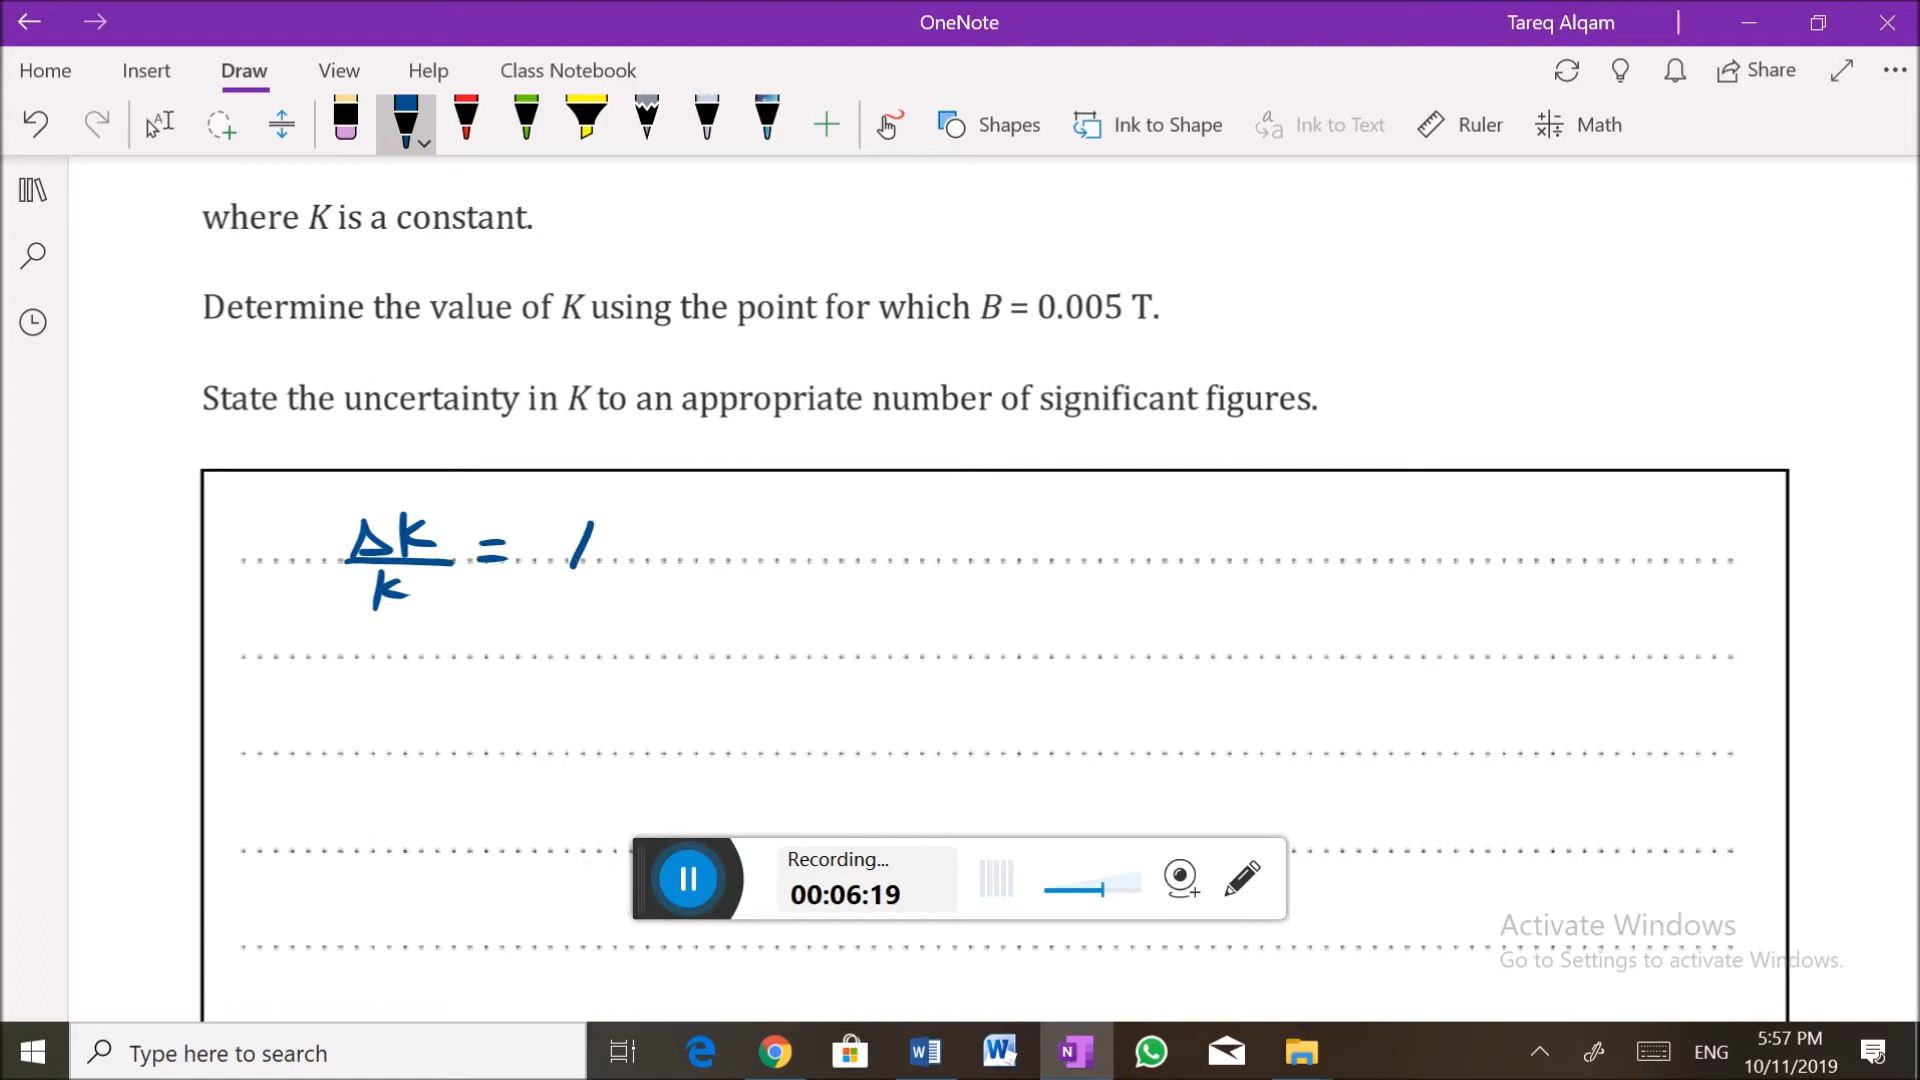 OneNote
Tareq Alqam
Home Insert Draw View Help Class Notebook Share
Shapes Ink to Shape Ink to Text Ruler Math
where K is a constant.
Determine the value of K using the point for which B = 0.005 T.
State the uncertainty in K to an appropriate number of significant figures.
ΔK/K = /
Recording...
00:06:19
Activate Windows
Go to Settings to activate Windows.
Type here to search
ENG
5:57 PM
10/11/2019